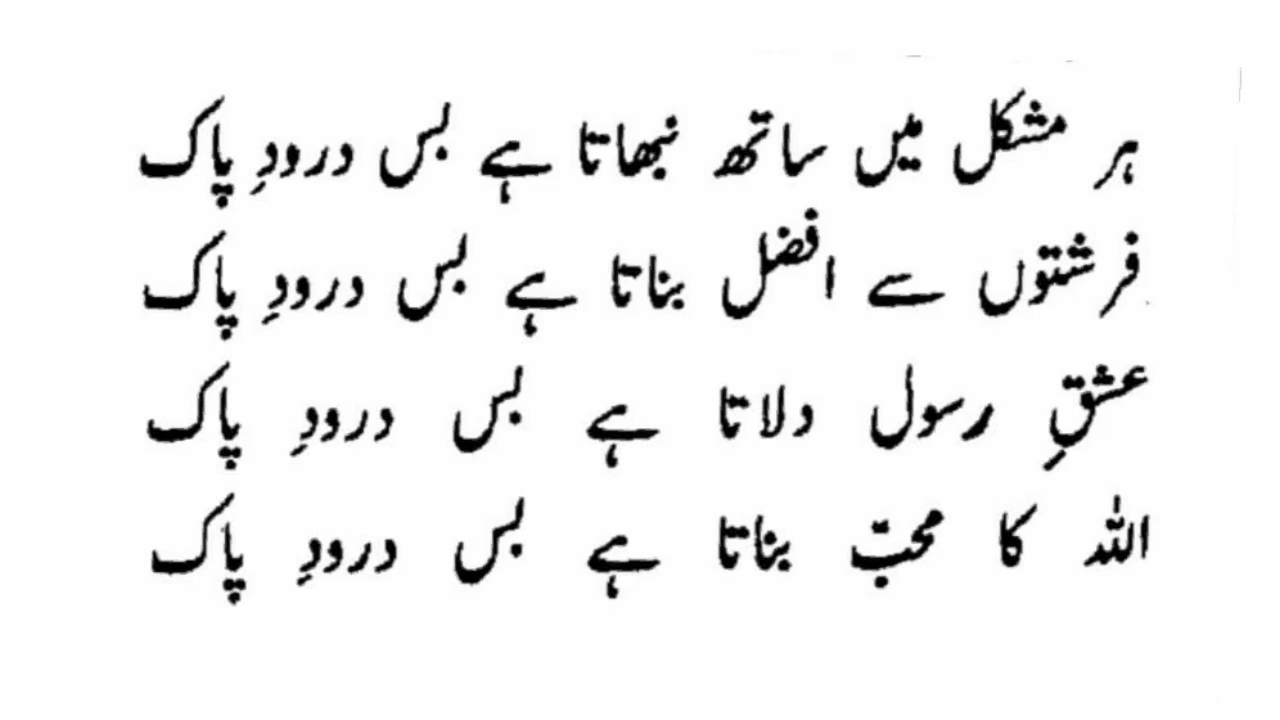 ہر مشکل میں ساتھ نبھاتا ہے بس درودِ پاک
فرشتوں سے افضل بناتا ہے بس درودِ پاک
عشقِ رسول دلاتا ہے بس درودِ پاک
اللہ کا محبّ بناتا ہے بس درودِ پاک